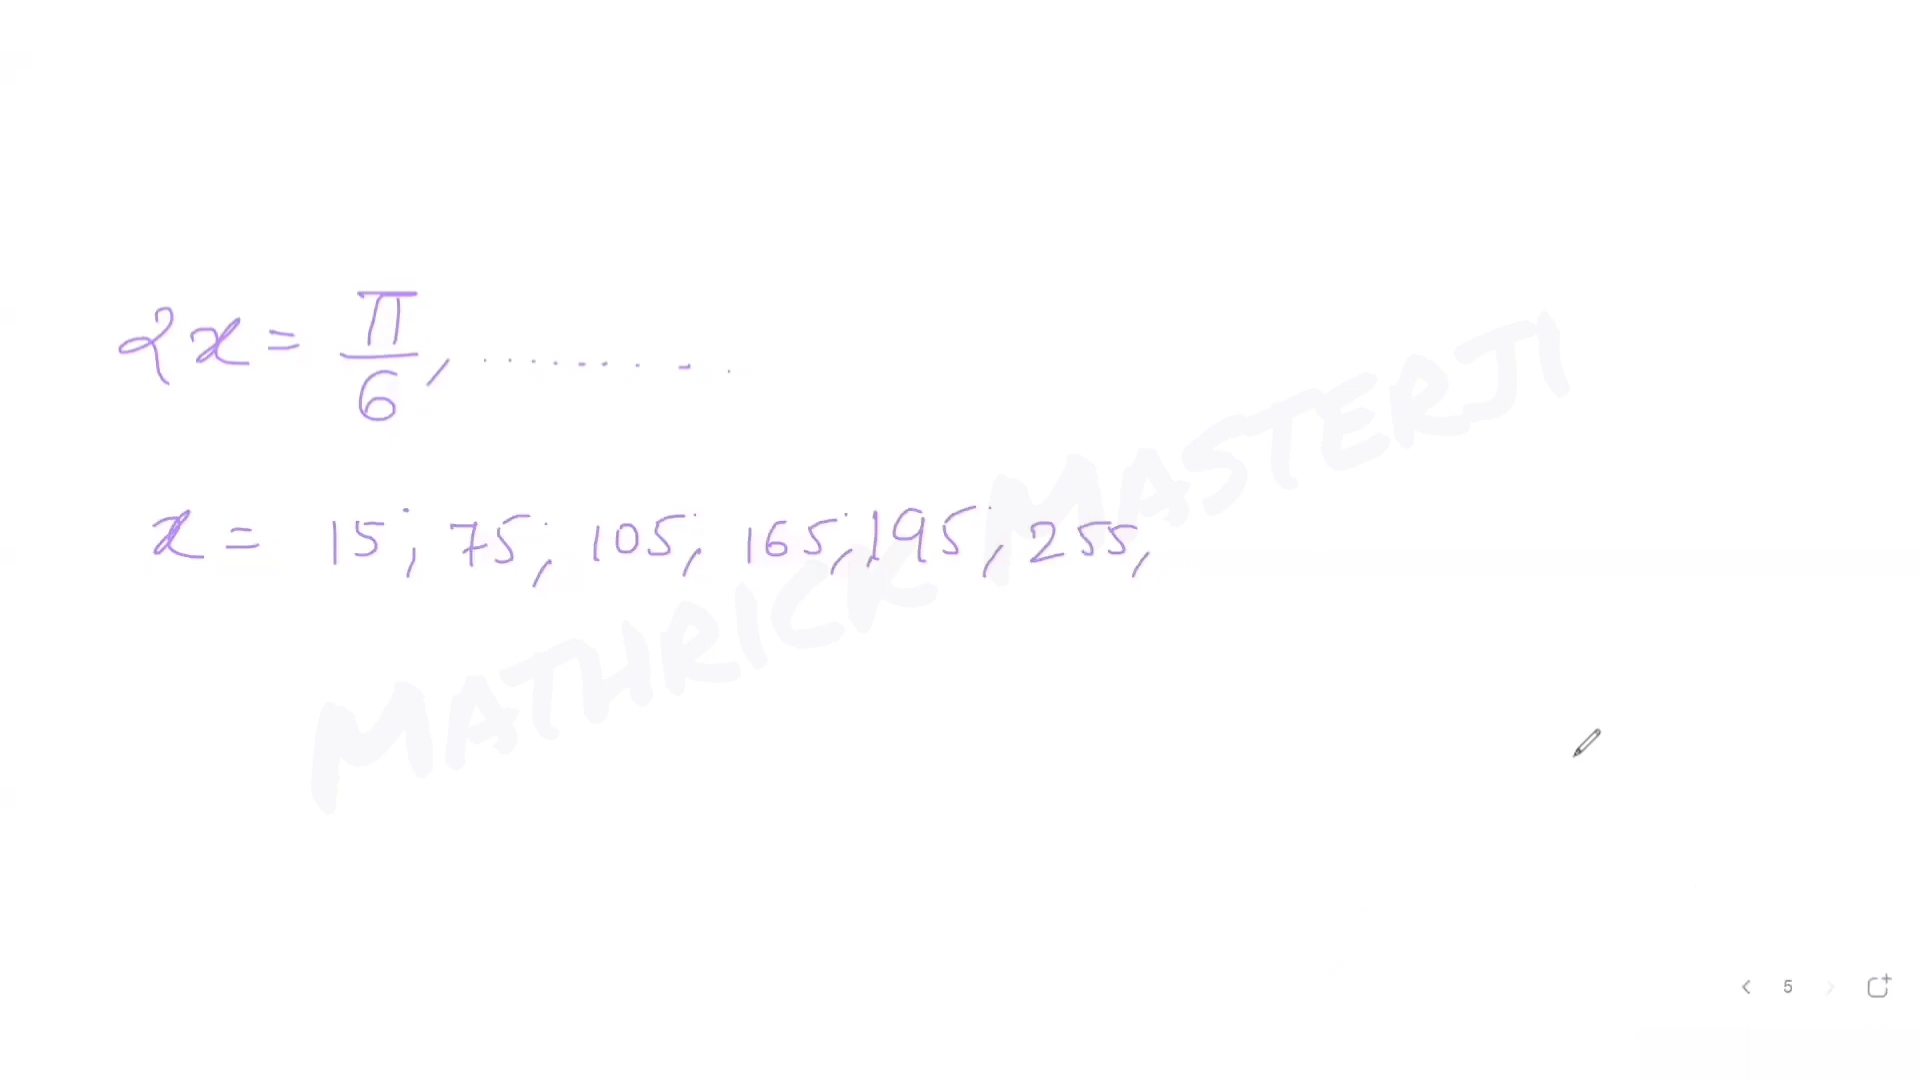 2x = π/6, .........
x = 15; 75; 105; 165; 195; 255,
MATHRICK MASTERJI
5